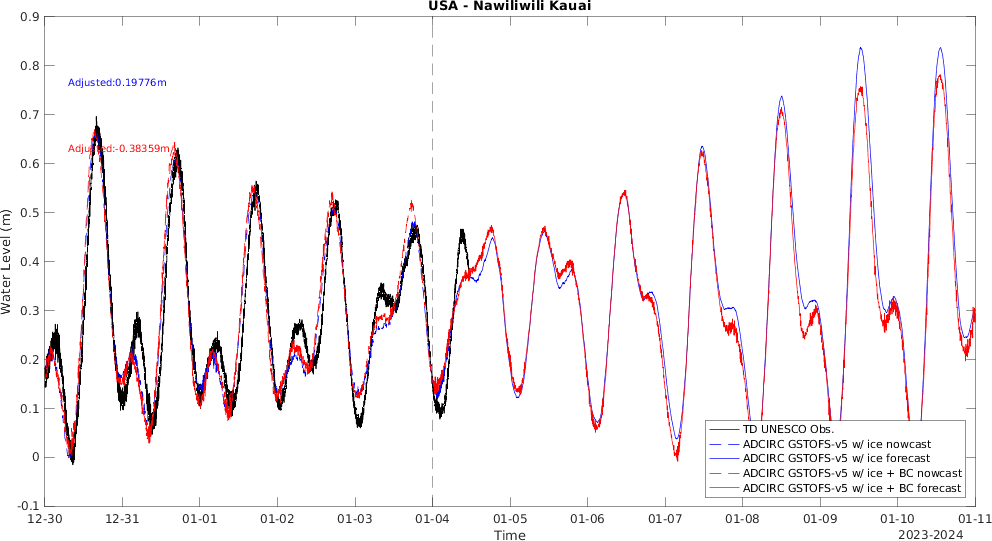 USA - Nawiliwili Kauai
0.9
0.8
0.7
0.6
0.5
0.4
0.3
0.2
0.1
0
-0.1
Water Level (m)
Adjusted:0.19776m
Adjusted:-0.38359m
TD UNESCO Obs.
ADCIRC GSTOFS-v5 w/ ice nowcast
ADCIRC GSTOFS-v5 w/ ice forecast
ADCIRC GSTOFS-v5 w/ ice + BC nowcast
ADCIRC GSTOFS-v5 w/ ice + BC forecast
12-30 12-31 01-01 01-02 01-03 01-04 01-05 01-06 01-07 01-08 01-09 01-10 01-11
Time
2023-2024